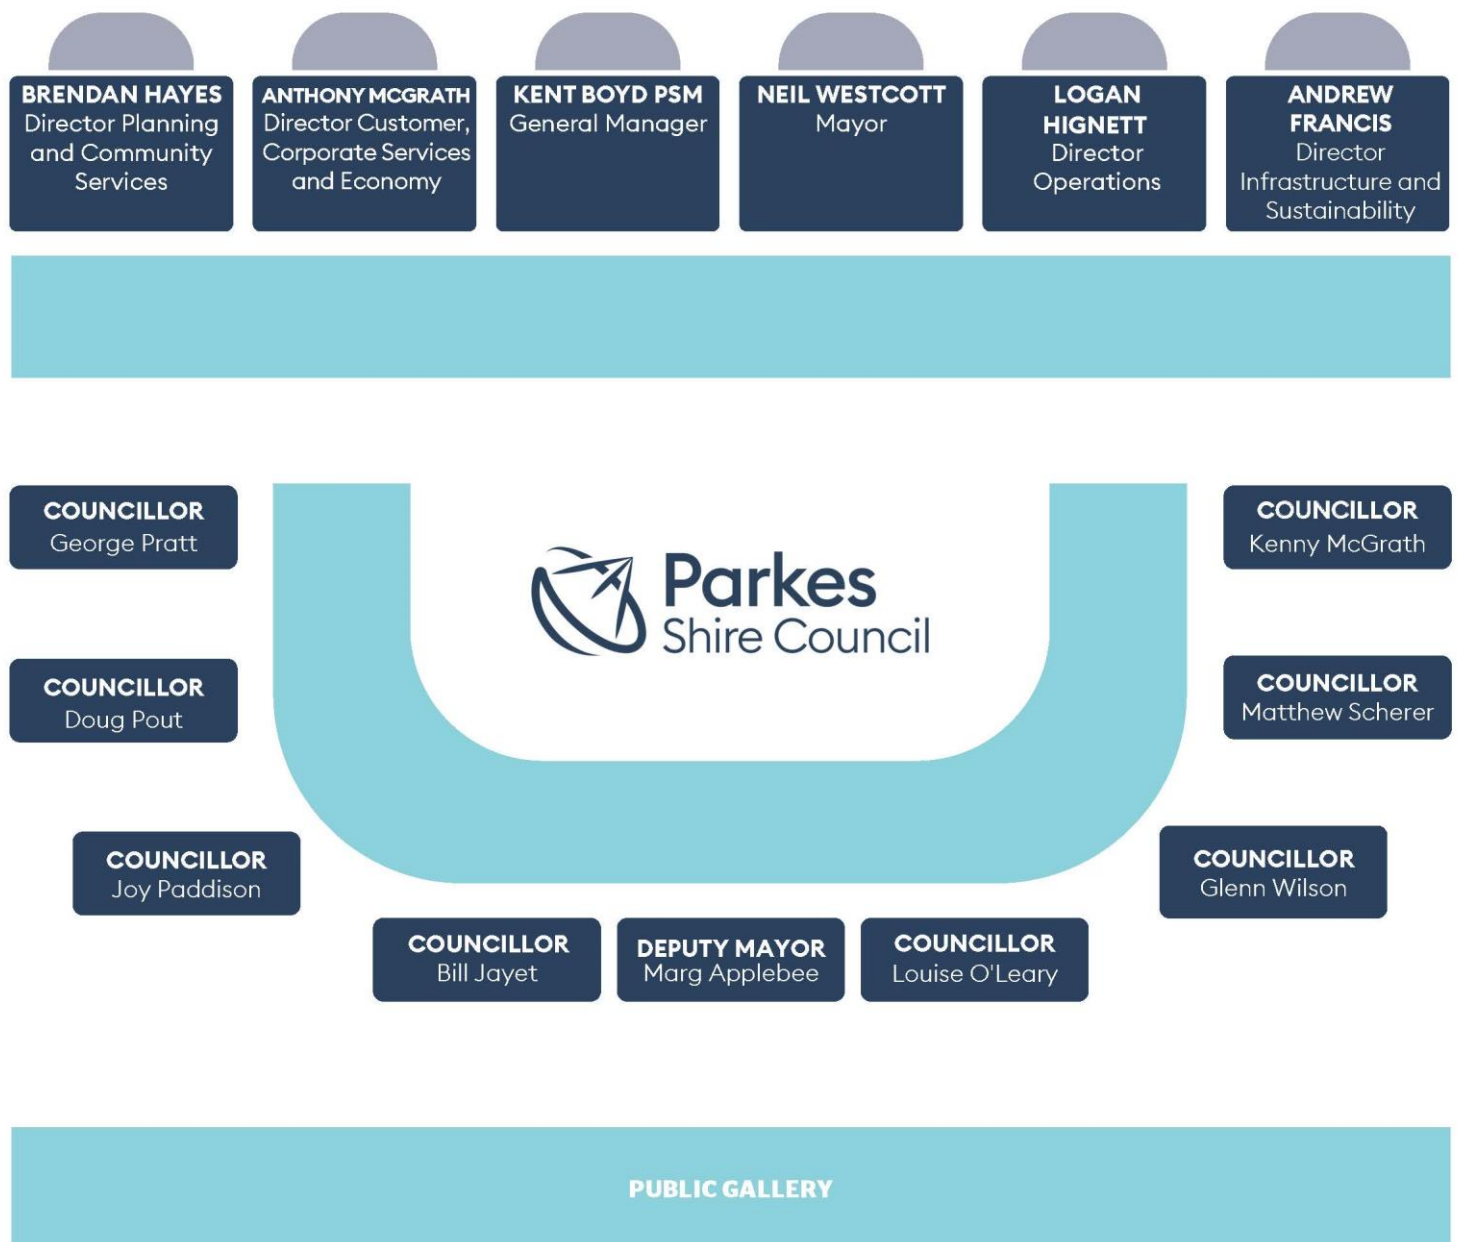 BRENDAN HAYES
Director Planning
and Community
Services
ANTHONY MCGRATH
Director Customer,
Corporate Services
and Economy
KENT BOYD PSM
General Manager
NEIL WESTCOTT
Mayor
LOGAN
HIGNETT
Director
Operations
ANDREW
FRANCIS
Director
Infrastructure and
Sustainability
COUNCILLOR
George Pratt
COUNCILLOR
Kenny McGrath
Parkes
Shire Council
COUNCILLOR
Doug Pout
COUNCILLOR
Matthew Scherer
COUNCILLOR
Joy Paddison
COUNCILLOR
Glenn Wilson
COUNCILLOR
Bill Jayet
DEPUTY MAYOR
Marg Applebee
COUNCILLOR
Louise O'Leary
PUBLIC GALLERY